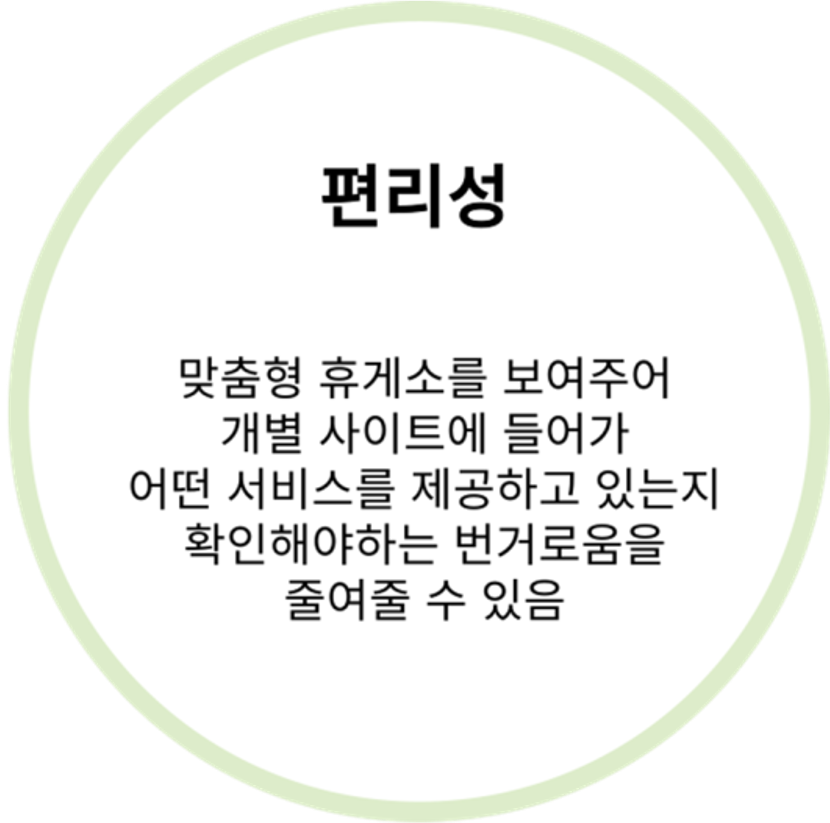 편리성
맞춤형 휴게소를 보여주어
개별 사이트에 들어가
어떤 서비스를 제공하고 있는지
확인해야하는 번거로움을
줄여줄 수 있음